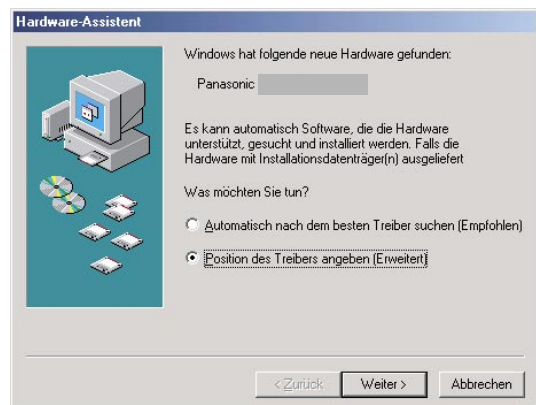 Hardware-Assistent
Windows hat folgende neue Hardware gefunden:
Panasonic
Es kann automatisch Software, die die Hardware
unterstützt, gesucht und installiert werden. Falls die
Hardware mit Installationsdatenträger(n) ausgeliefert
Was möchten Sie tun?
Automatisch nach dem besten Treiber suchen (Empfohlen)
Position des Treibers angeben (Erweitert)
< Zurück Weiter > Abbrechen